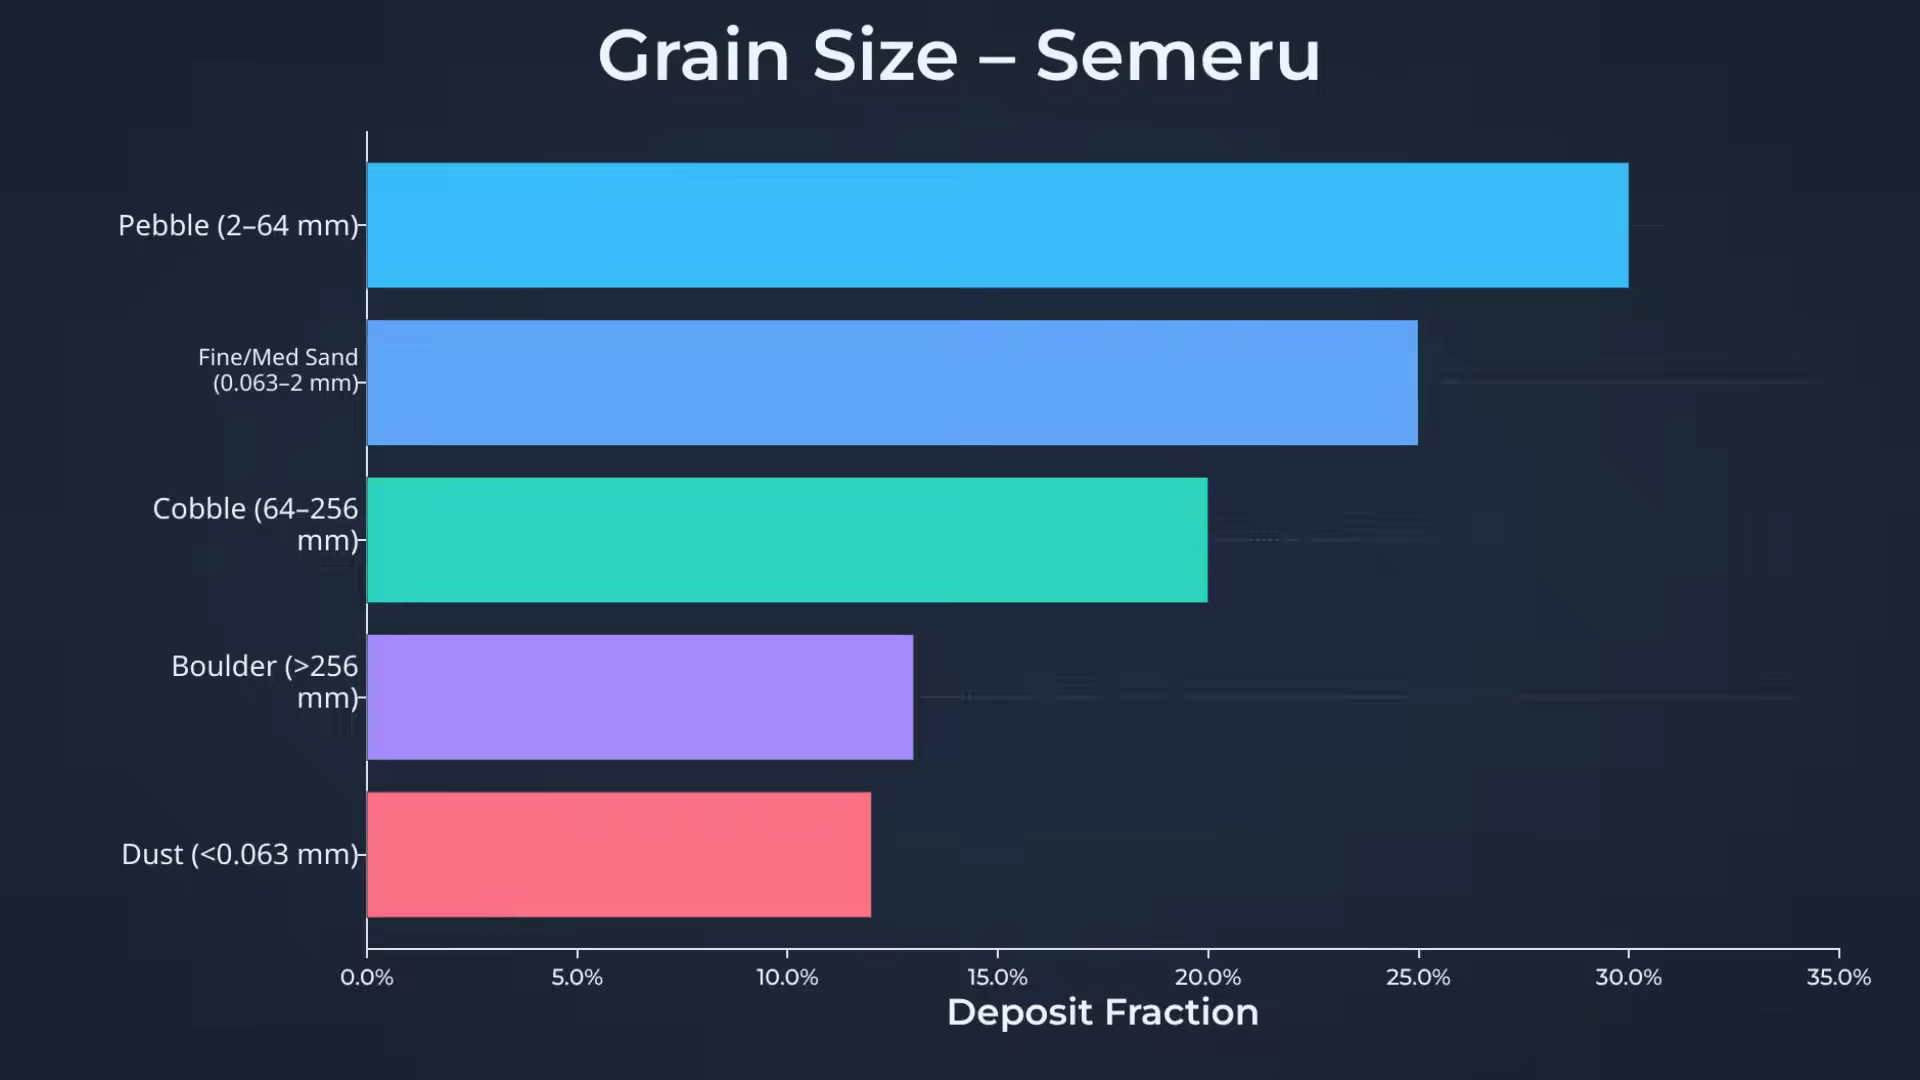 Grain Size – Semeru
Pebble (2–64 mm)
Fine/Med Sand
(0.063–2 mm)
Cobble (64–256
mm)
Boulder (>256
mm)
Dust (<0.063 mm)
0.0% 5.0% 10.0% 15.0% 20.0% 25.0% 30.0% 35.0%
Deposit Fraction